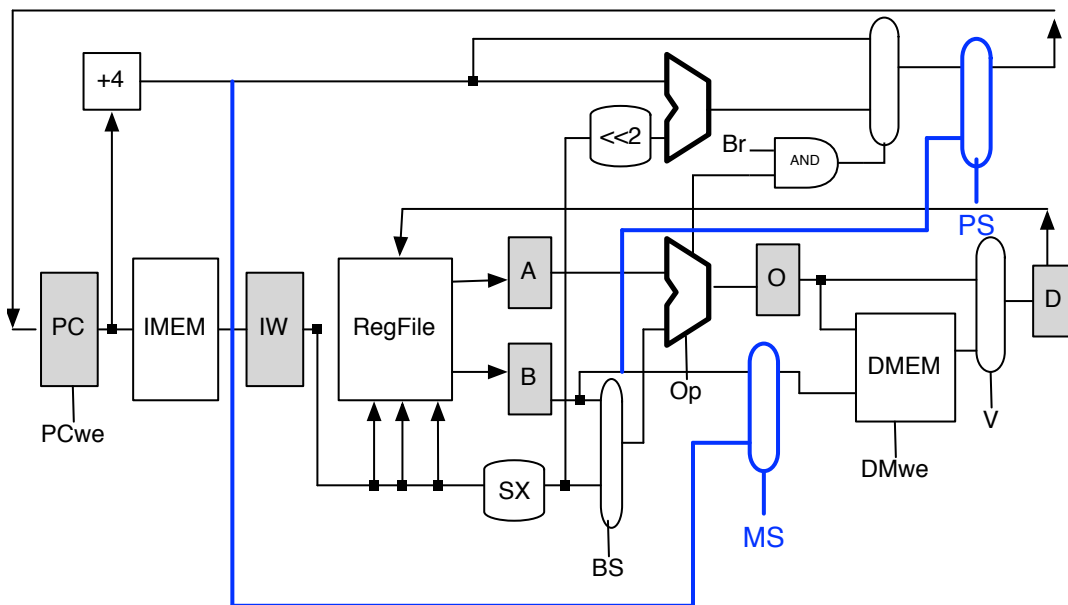 +4
<<2
Br
AND
PS
PC
IMEM
IW
RegFile
A
B
O
D
DMEM
PCwe
Op
V
DMwe
SX
BS
MS